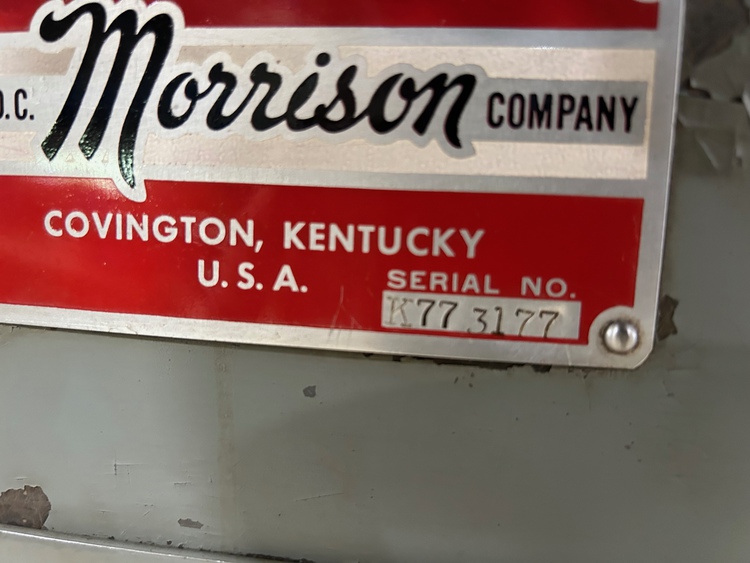 D.C. Morrison COMPANY
COVINGTON, KENTUCKY
U.S.A.
SERIAL NO.
K77 3177